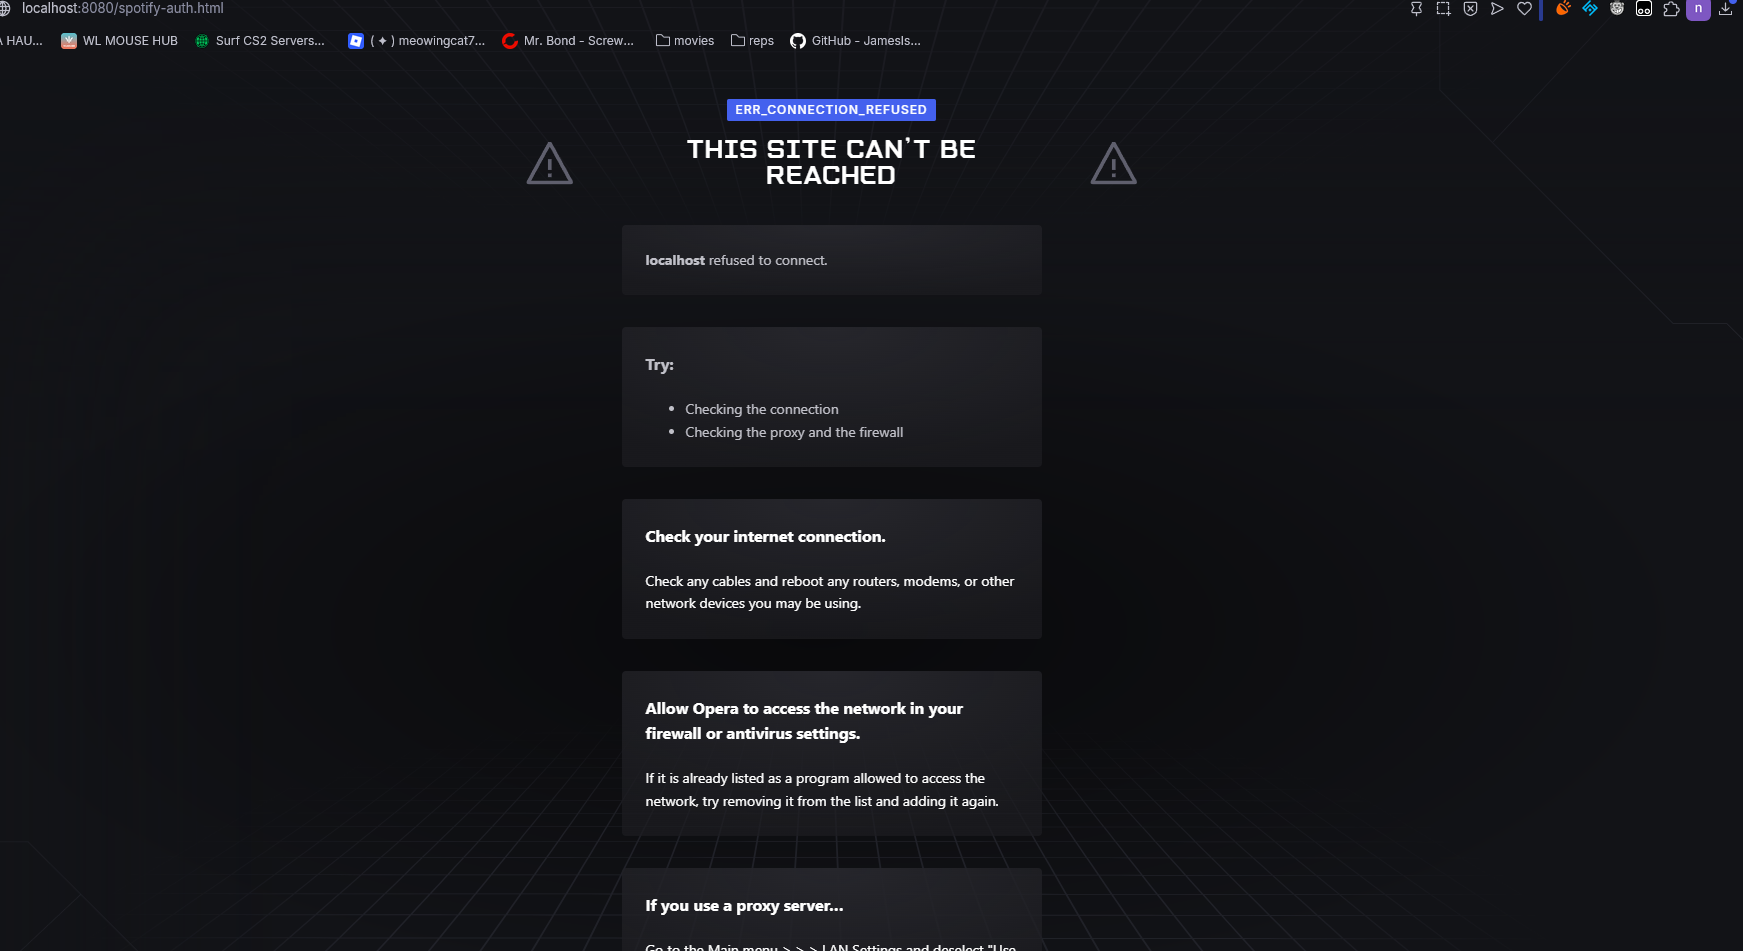 localhost:8080/spotify-auth.html
n
A HAU...
WL MOUSE HUB
Surf CS2 Servers...
( ✦ ) meowingcat7...
Mr. Bond - Screw...
movies
reps
GitHub - Jamesls...
ERR_CONNECTION_REFUSED
THIS SITE CAN’T BE
REACHED
localhost refused to connect.
Try:
• Checking the connection
• Checking the proxy and the firewall
Check your internet connection.
Check any cables and reboot any routers, modems, or other
network devices you may be using.
Allow Opera to access the network in your
firewall or antivirus settings.
If it is already listed as a program allowed to access the
network, try removing it from the list and adding it again.
If you use a proxy server...
Go to the Main menu > > > LAN Settings and deselect "Use